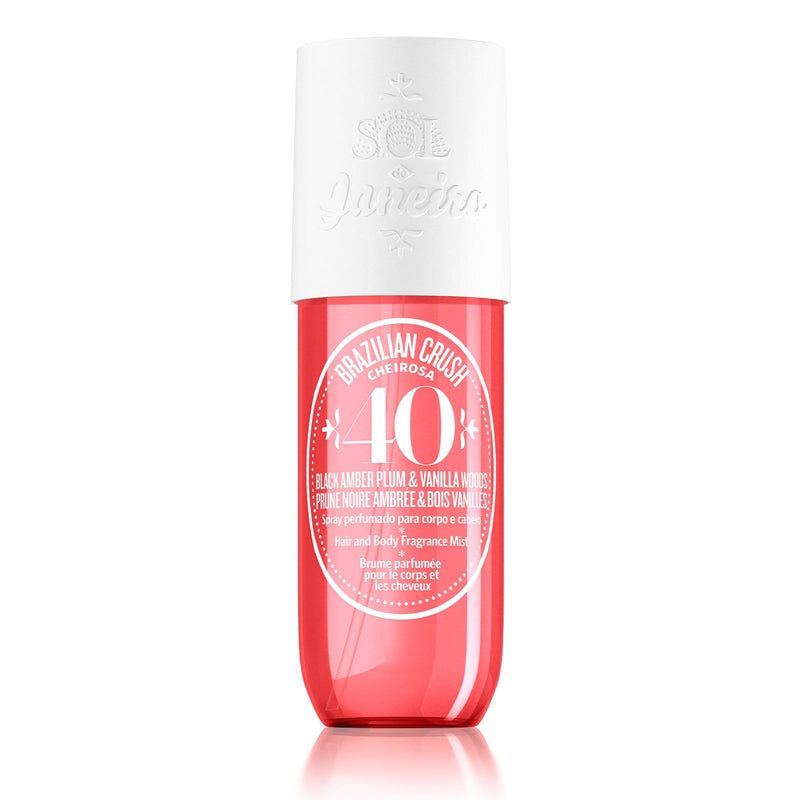 SOL
de
Janeiro
BRAZILIAN CRUSH
CHEIROSA
40
BLACK AMBER PLUM & VANILLA WOODS
PRUNE NOIRE AMBRÉE & BOIS VANILLES
Spray perfumado para corpo e cabelo
*
Hair and Body Fragrance Mist
*
Brume parfumée
pour le corps et
les cheveux